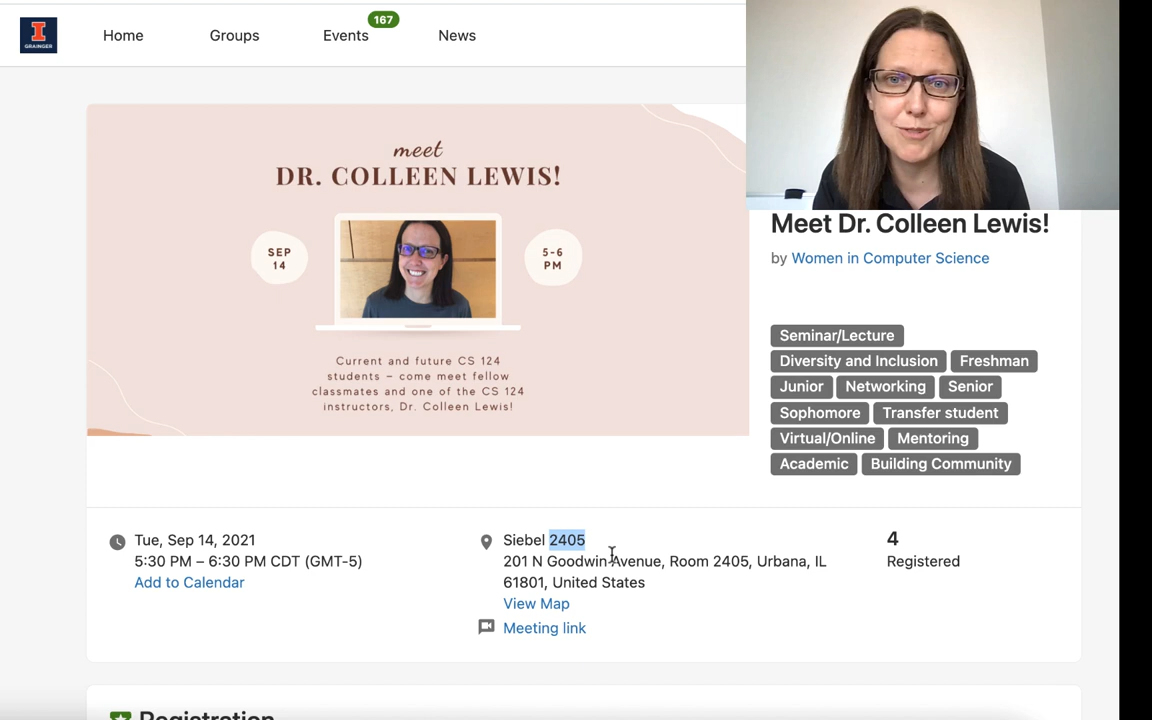 I
GRAINGER
Home
Groups
Events
167
News
meet
DR. COLLEEN LEWIS!
SEP
14
5-6
PM
Current and future CS 124
students – come meet fellow
classmates and one of the CS 124
instructors, Dr. Colleen Lewis!
Meet Dr. Colleen Lewis!
by Women in Computer Science
Seminar/Lecture
Diversity and Inclusion Freshman
Junior Networking Senior
Sophomore Transfer student
Virtual/Online Mentoring
Academic Building Community
Tue, Sep 14, 2021
5:30 PM – 6:30 PM CDT (GMT-5)
Add to Calendar
Siebel 2405
201 N Goodwin Avenue, Room 2405, Urbana, IL
61801, United States
View Map
Meeting link
4
Registered
Registration